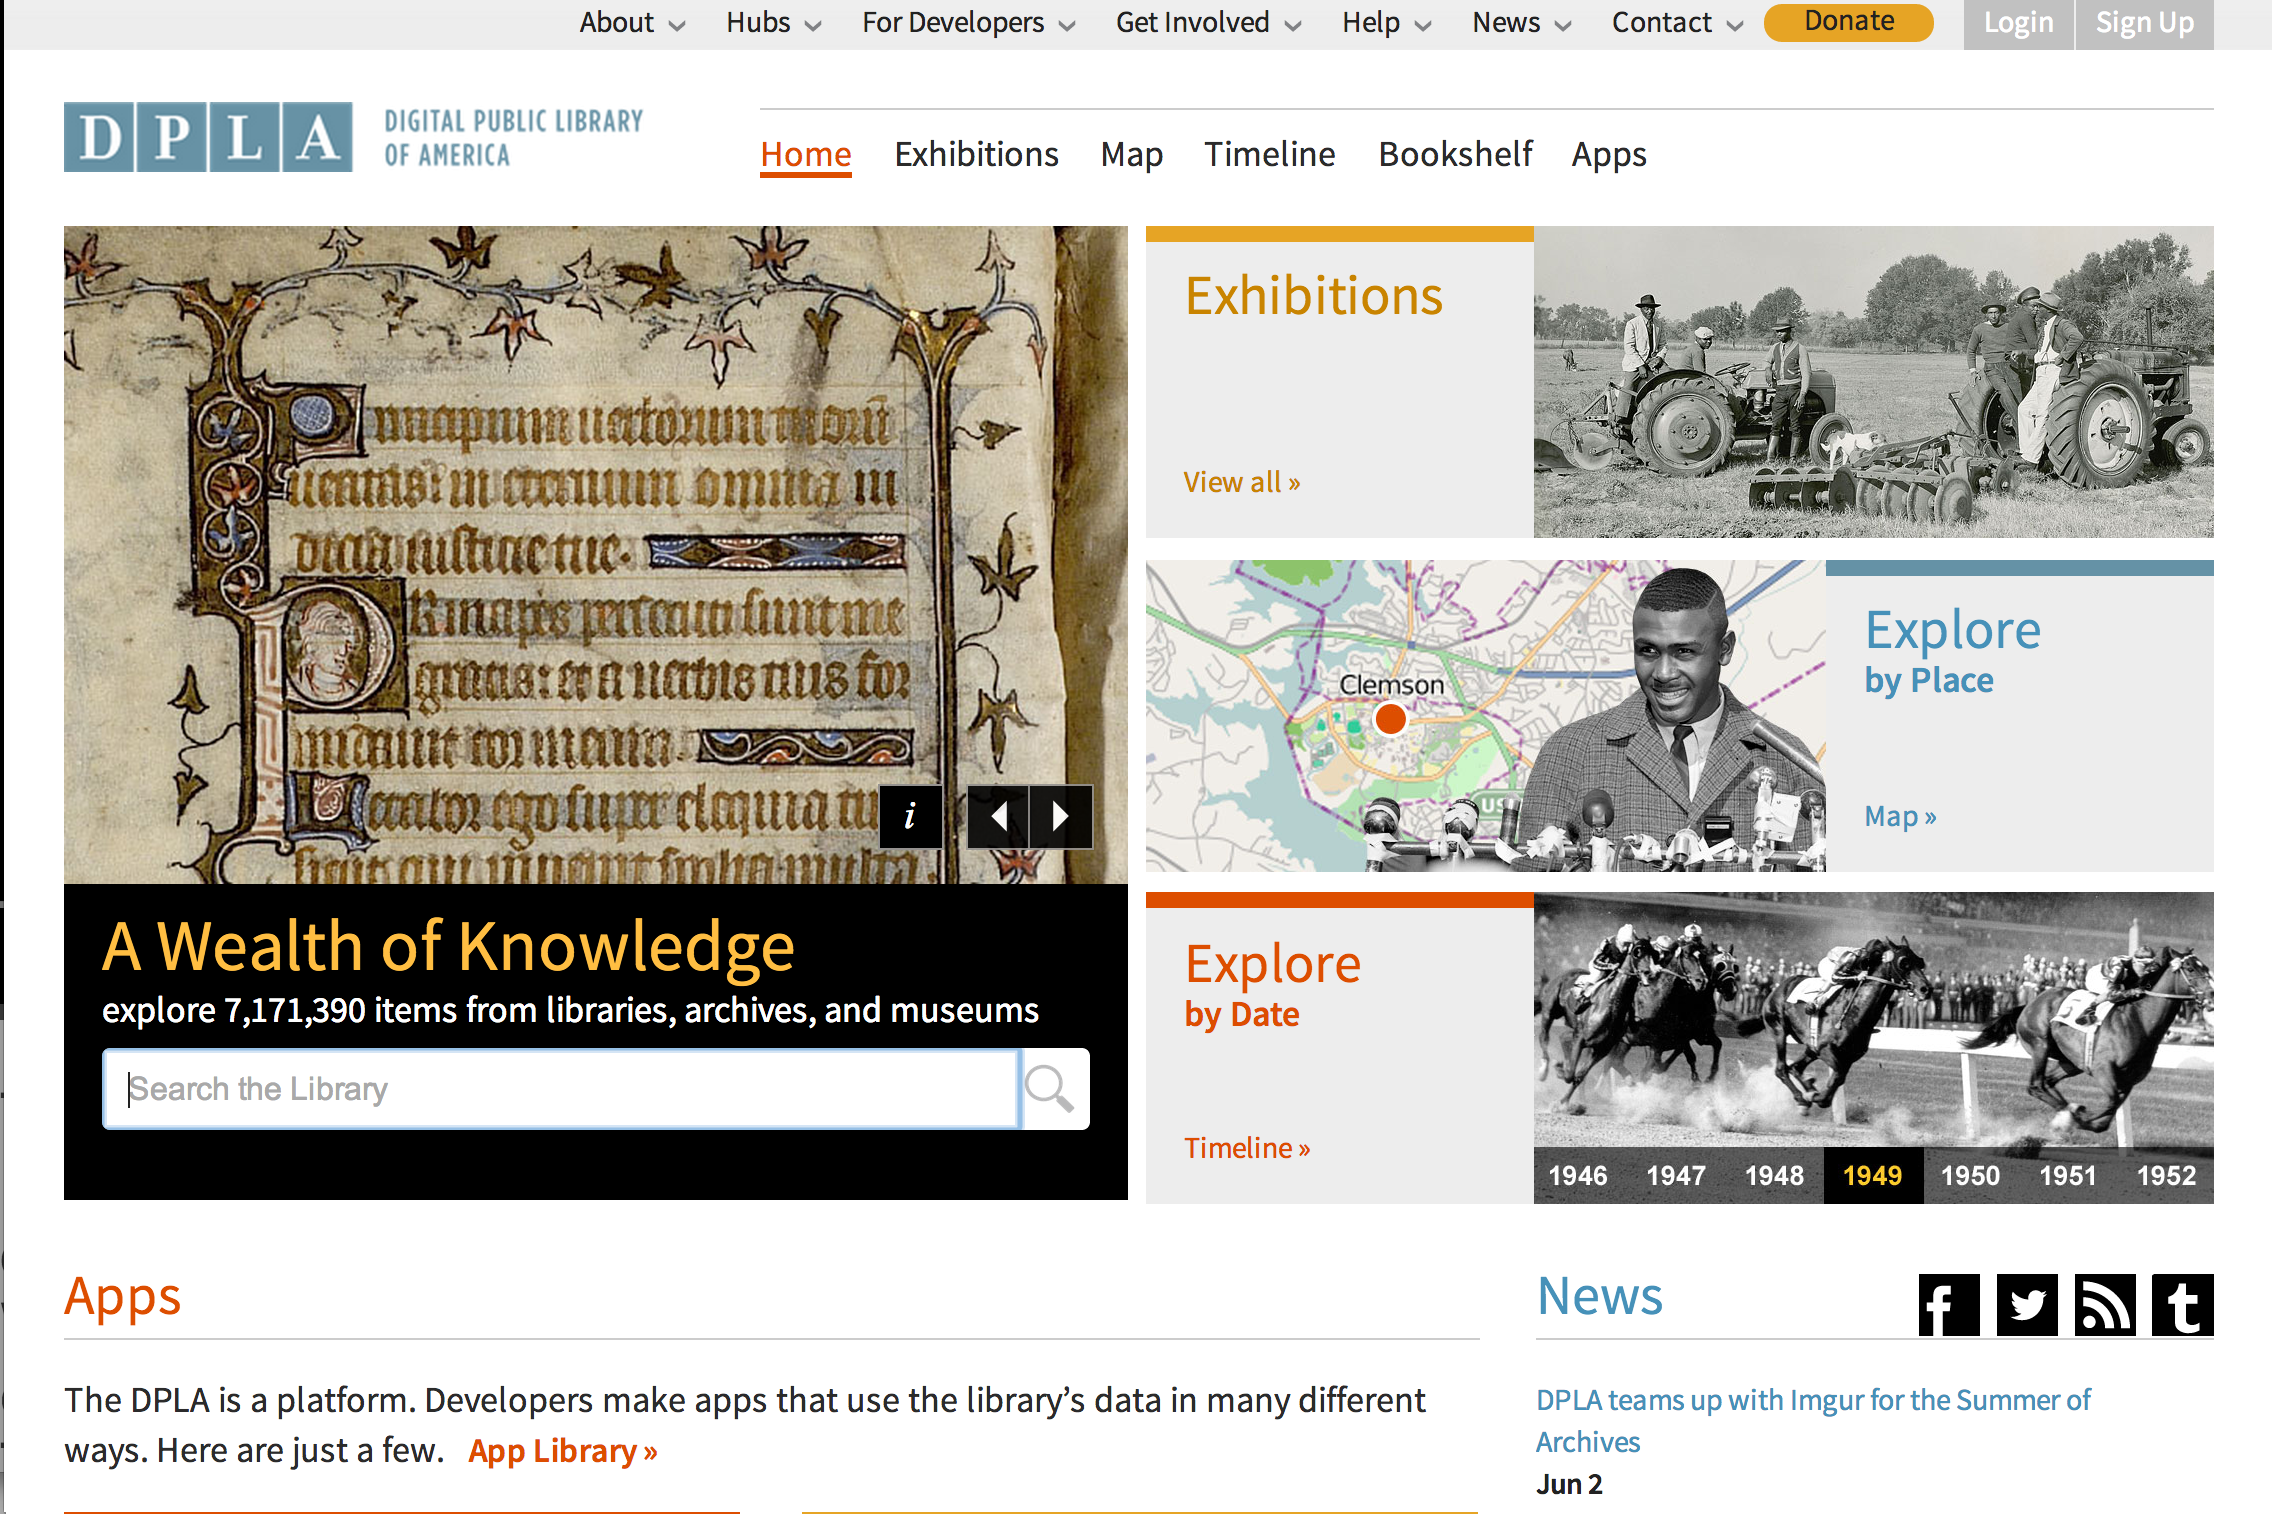 About
Hubs
For Developers
Get Involved
Help
News
Contact
Donate
Login
Sign Up
D P L A
DIGITAL PUBLIC LIBRARY
OF AMERICA
Home
Exhibitions
Map
Timeline
Bookshelf
Apps
i
A Wealth of Knowledge
explore 7,171,390 items from libraries, archives, and museums
Search the Library
Exhibitions
View all »
Clemson
US
Explore
by Place
Map »
Explore
by Date
Timeline »
1946 1947 1948 1949 1950 1951 1952
Apps
The DPLA is a platform. Developers make apps that use the library’s data in many different
ways. Here are just a few. App Library »
News
f
t
DPLA teams up with Imgur for the Summer of
Archives
Jun 2